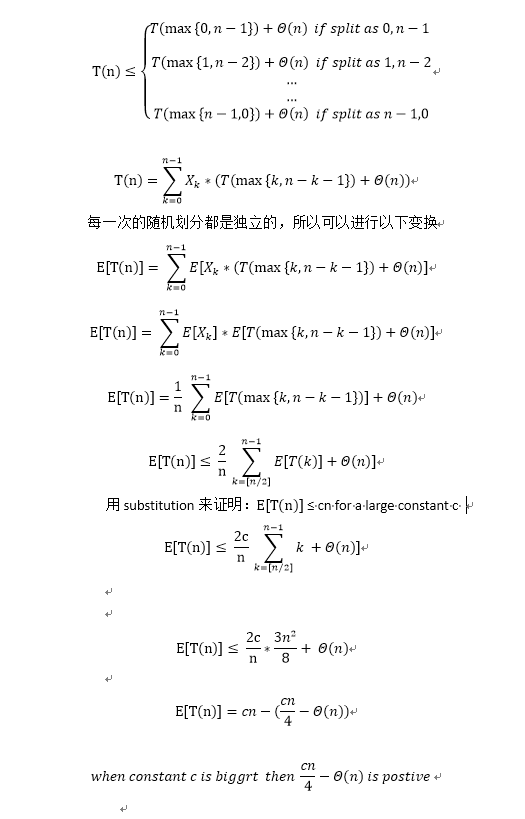 T(n) ≤ { T(max{0, n − 1}) + Θ(n) if split as 0, n − 1
T(max{1, n − 2}) + Θ(n) if split as 1, n − 2
...
...
T(max{n − 1,0}) + Θ(n) if split as n − 1,0
T(n) = ∑_{k=0}^{n−1} X_k * (T(max{k, n − k − 1}) + Θ(n))
每一次的随机划分都是独立的，所以可以进行以下变换
E[T(n)] = ∑_{k=0}^{n−1} E[X_k * (T(max{k, n − k − 1}) + Θ(n)]
E[T(n)] = ∑_{k=0}^{n−1} E[X_k] * E[T(max{k, n − k − 1}) + Θ(n)]
E[T(n)] = 1/n ∑_{k=0}^{n−1} E[T(max{k, n − k − 1})] + Θ(n)
E[T(n)] ≤ 2/n ∑_{k=[n/2]}^{n−1} E[T(k)] + Θ(n)]
用 substitution 来证明：E[T(n)] ≤ cn for a large constant c
E[T(n)] ≤ 2c/n ∑_{k=[n/2]}^{n−1} k + Θ(n)]
E[T(n)] ≤ 2c/n * 3n²/8 + Θ(n)
E[T(n)] = cn − (cn/4 − Θ(n))
when constant c is biggrt then cn/4 − Θ(n) is postive